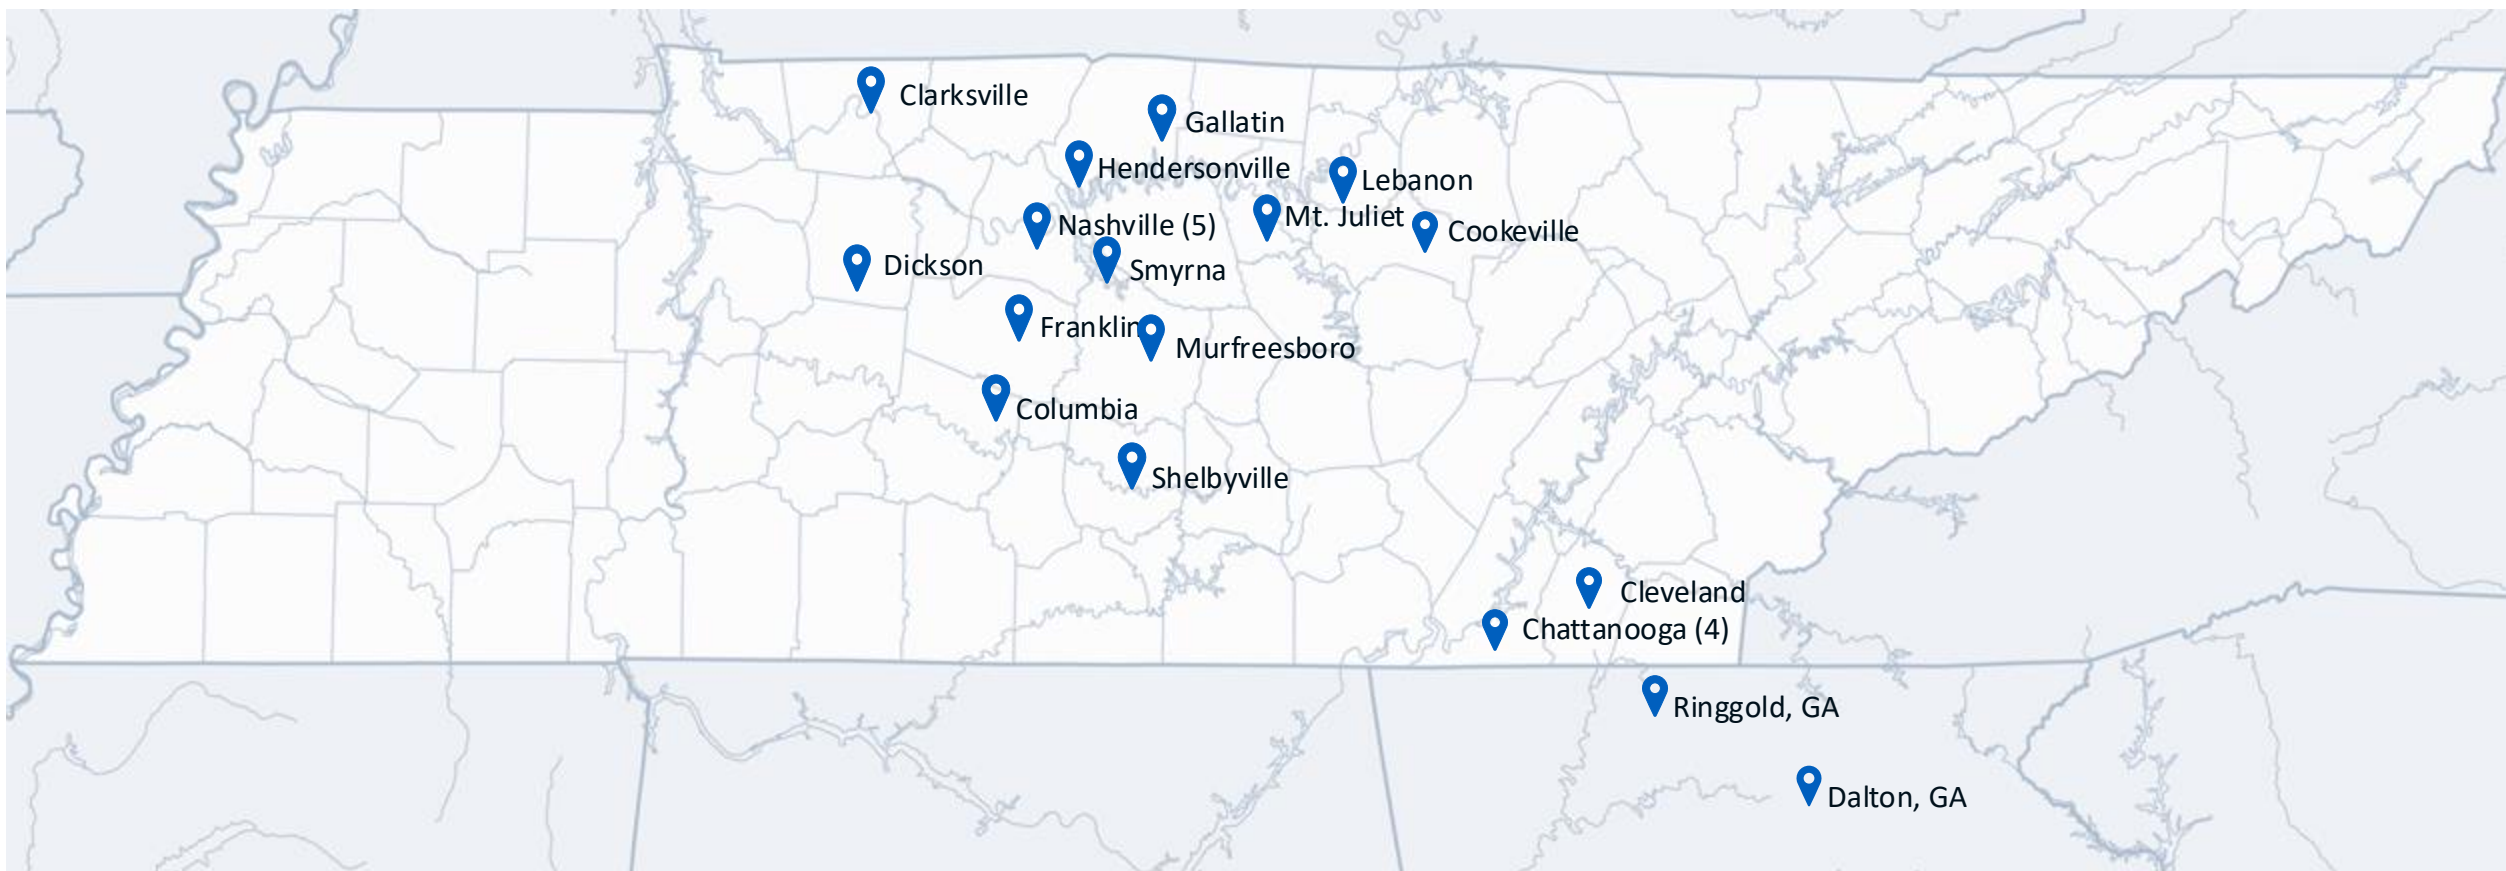 Clarksville
Gallatin
Hendersonville
Lebanon
Mt. Juliet
Nashville (5)
Cookeville
Dickson
Smyrna
Franklin
Murfreesboro
Columbia
Shelbyville
Cleveland
Chattanooga (4)
Ringgold, GA
Dalton, GA